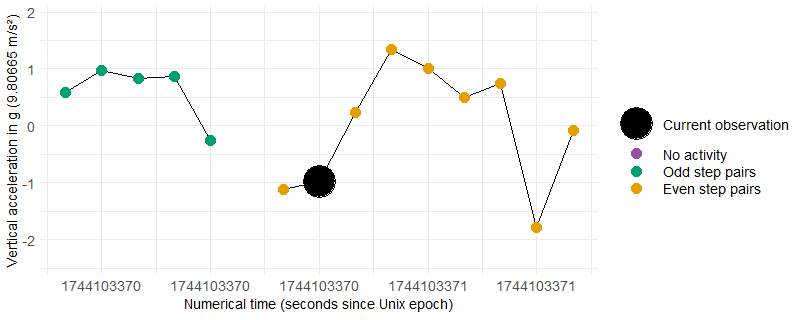 Vertical acceleration in g (9.80665 m/s²)
2
1
0
-1
-2
1744103370 1744103370 1744103370 1744103371 1744103371
Numerical time (seconds since Unix epoch)
Current observation
No activity
Odd step pairs
Even step pairs